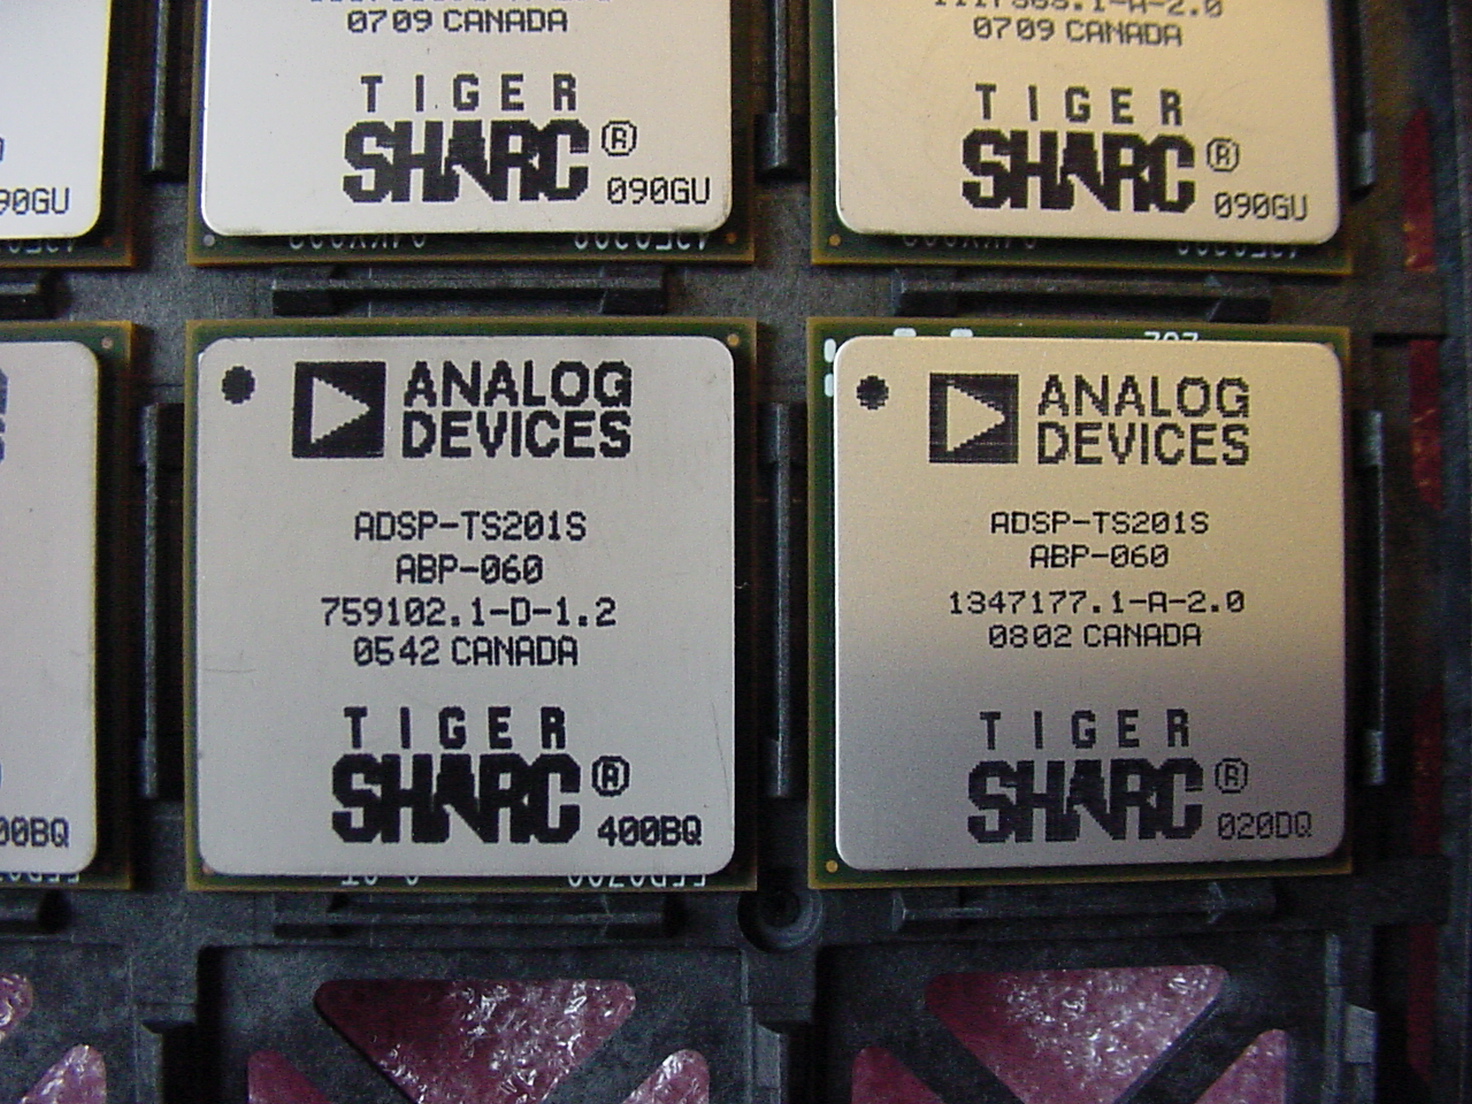 0709 CANADA
TIGER
SHARC®
090GU
0709 CANADA
TIGER
SHARC®
090GU
90GU
ANALOG
DEVICES
ADSP-TS201S
ABP-060
759102.1-D-1.2
0542 CANADA
TIGER
SHARC®
400BQ
ANALOG
DEVICES
ADSP-TS201S
ABP-060
1347177.1-A-2.0
0802 CANADA
TIGER
SHARC®
020DQ
00BQ